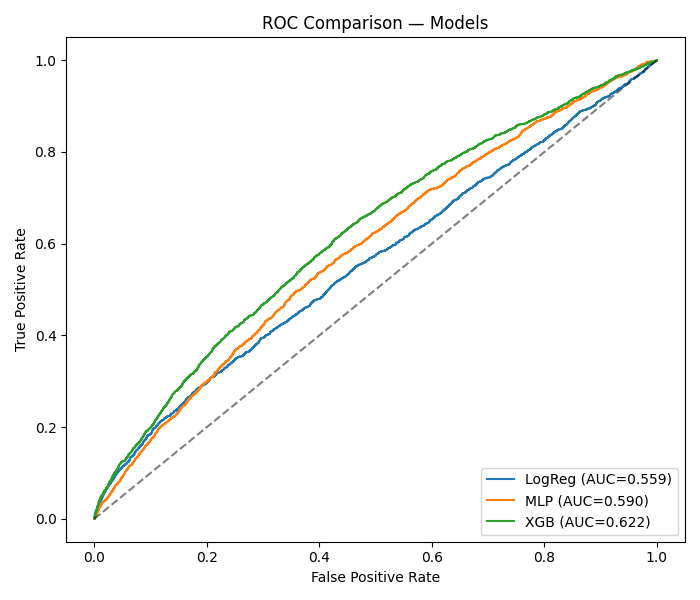 ROC Comparison — Models
True Positive Rate
1.0
0.8
0.6
0.4
0.2
0.0
LogReg (AUC=0.559)
MLP (AUC=0.590)
XGB (AUC=0.622)
0.0 0.2 0.4 0.6 0.8 1.0
False Positive Rate